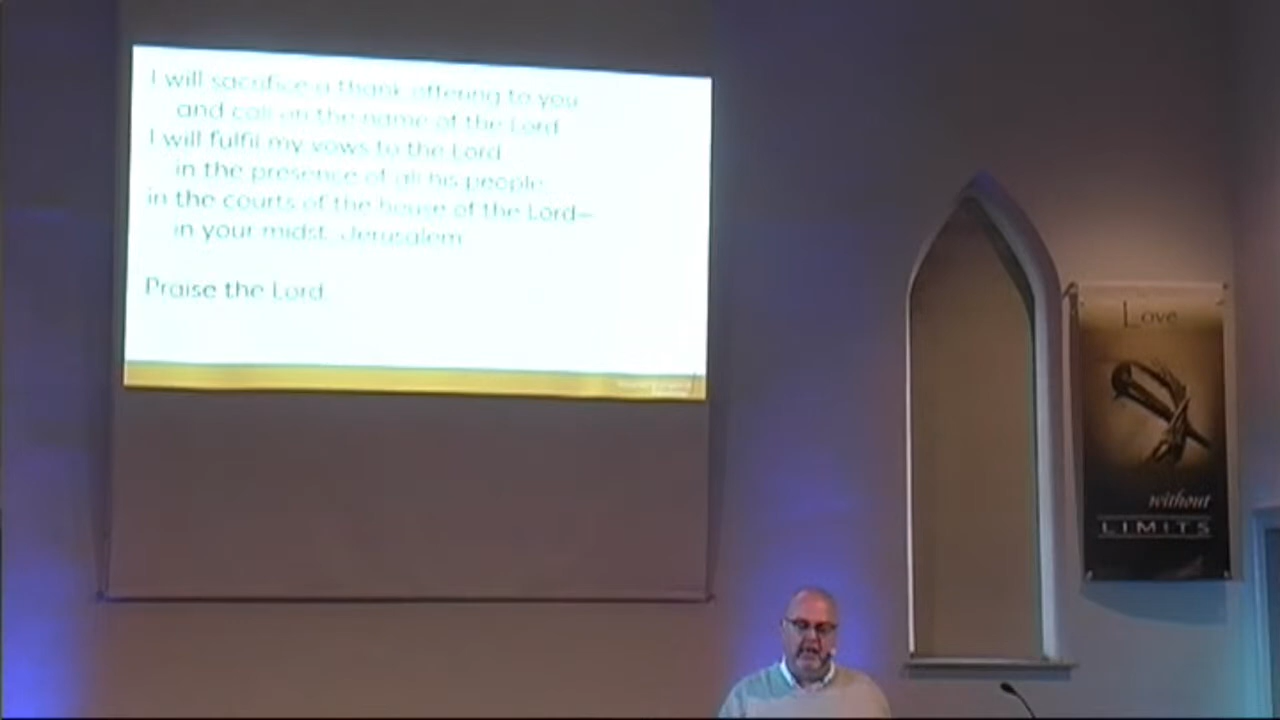 I will sacrifice a thank offering to you
and call on the name of the Lord
I will fulfil my vows to the Lord
in the presence of all his people,
in the courts of the house of the Lord—
in your midst, Jerusalem
Praise the Lord.
Love
without
LIMITS